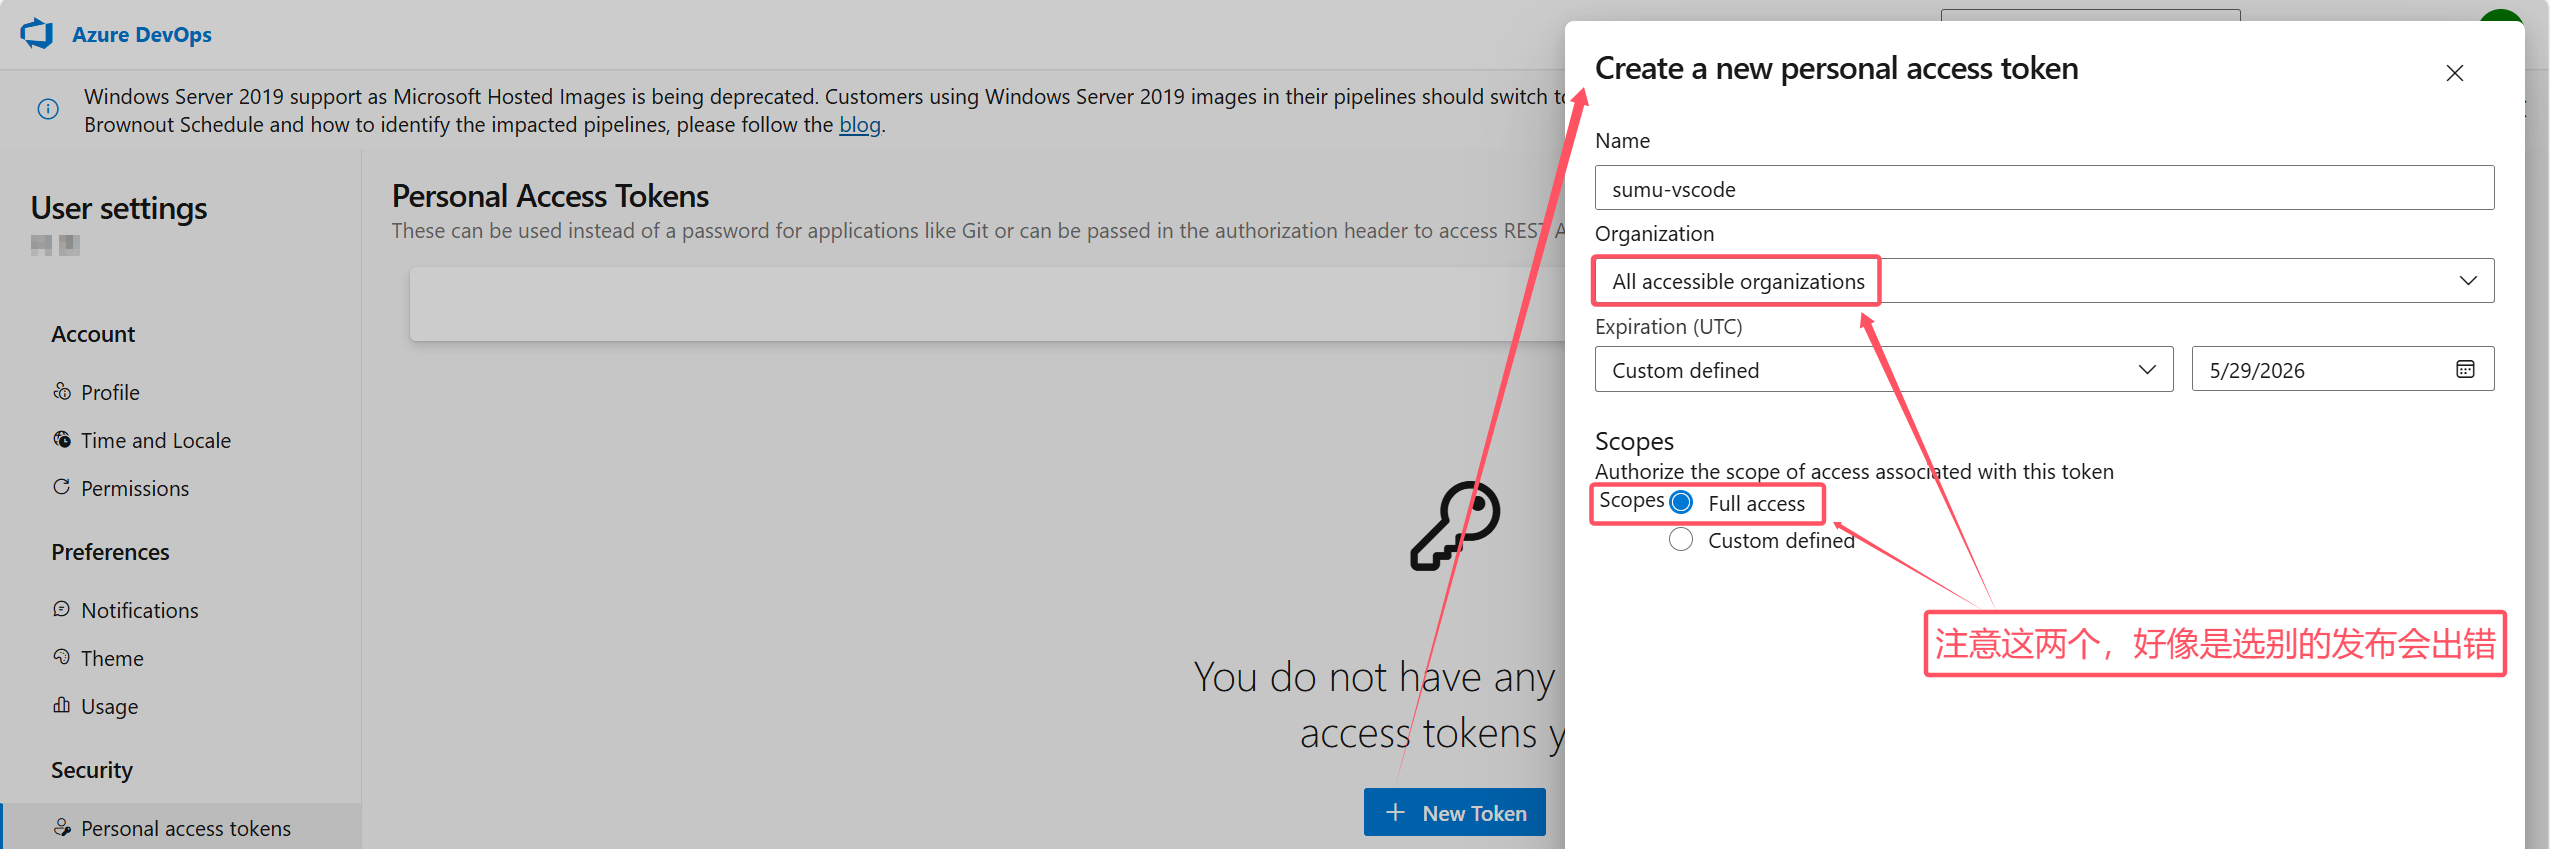 Azure DevOps
Windows Server 2019 support as Microsoft Hosted Images is being deprecated. Customers using Windows Server 2019 images in their pipelines should switch to
Brownout Schedule and how to identify the impacted pipelines, please follow the blog.
User settings
Account
Profile
Time and Locale
Permissions
Preferences
Notifications
Theme
Usage
Security
Personal access tokens
Personal Access Tokens
These can be used instead of a password for applications like Git or can be passed in the authorization header to access REST A
You do not have any
access tokens y
New Token
Create a new personal access token
Name
sumu-vscode
Organization
All accessible organizations
Expiration (UTC)
Custom defined
5/29/2026
Scopes
Authorize the scope of access associated with this token
Scopes Full access
Custom defined
注意这两个，好像是选别的发布会出错